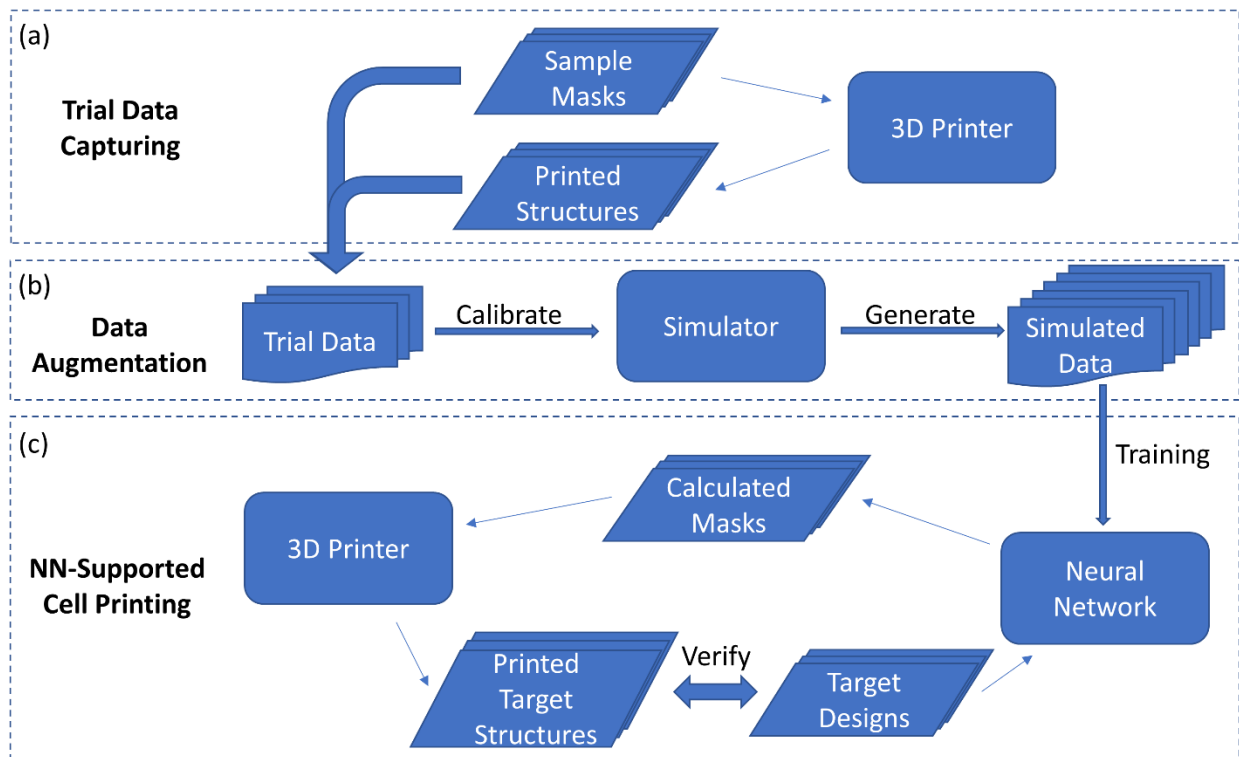 (a)
Trial Data
Capturing
Sample
Masks
3D Printer
Printed
Structures
(b)
Data
Augmentation
Trial Data
Calibrate
Simulator
Generate
Simulated
Data
(c)
Training
NN-Supported
Cell Printing
3D Printer
Calculated
Masks
Neural
Network
Printed
Target
Structures
Verify
Target
Designs